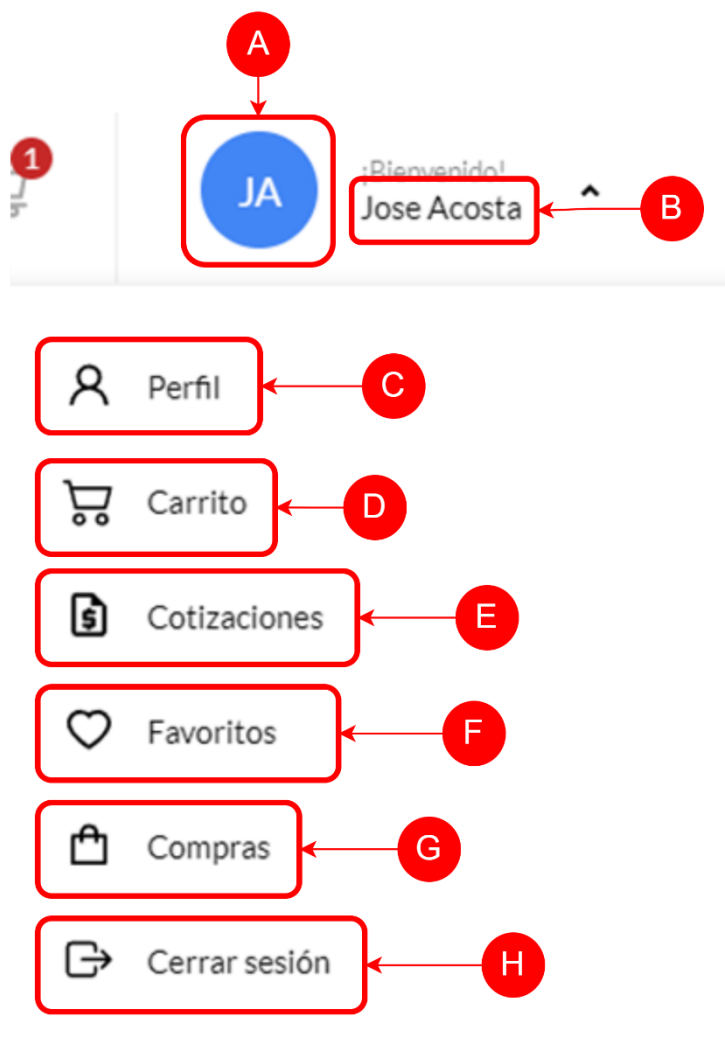 A
1
JA
¡Bienvenido!
Jose Acosta
B
Perfil
C
Carrito
D
$
Cotizaciones
E
Favoritos
F
Compras
G
Cerrar sesión
H